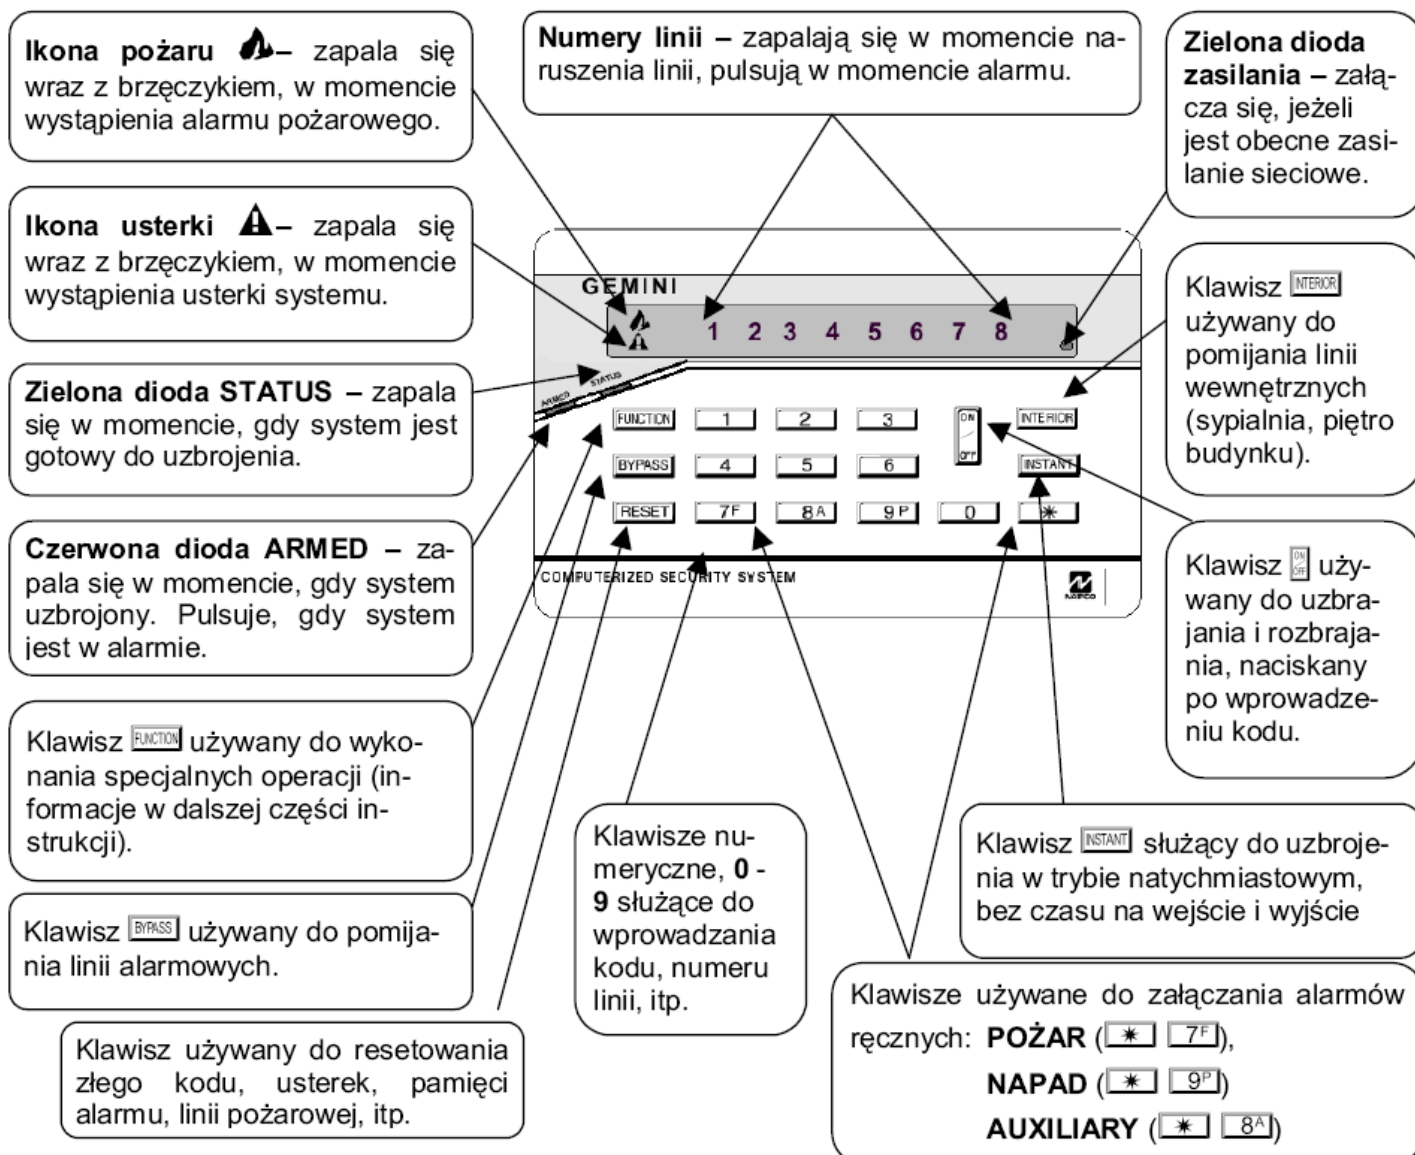 Ikona pożaru – zapala się
wraz z brzęczykiem, w momencie
wystąpienia alarmu pożarowego.
Numery linii – zapalają się w momencie na-
ruszenia linii, pulsują w momencie alarmu.
Zielona dioda
zasilania – załą-
cza się, jeżeli
jest obecne zasi-
lanie sieciowe.
Ikona usterki – zapala się
wraz z brzęczykiem, w momencie
wystąpienia usterki systemu.
Zielona dioda STATUS – zapala
się w momencie, gdy system jest
gotowy do uzbrojenia.
Czerwona dioda ARMED – za-
pala się w momencie, gdy system
uzbrojony. Pulsuje, gdy system
jest w alarmie.
GEMINI
1 2 3 4 5 6 7 8
ARMED STATUS
FUNCTION 1 2 3 ON OFF INTERIOR
BYPASS 4 5 6 INSTANT
RESET 7F 8A 9P 0 ✷
COMPUTERIZED SECURITY SYSTEM
NAPCO
Klawisz INTERIOR
używany do
pomijania linii
wewnętrznych
(sypialnia, piętro
budynku).
Klawisz ON OFF uży-
wany do uzbra-
jania i rozbraja-
nia, naciskany
po wprowadze-
niu kodu.
Klawisz FUNCTION używany do wyko-
nania specjalnych operacji (in-
formacje w dalszej części in-
strukcji).
Klawisz BYPASS używany do pomija-
nia linii alarmowych.
Klawisz używany do resetowania
złego kodu, usterek, pamięci
alarmu, linii pożarowej, itp.
Klawisze nu-
meryczne, 0 -
9 służące do
wprowadzania
kodu, numeru
linii, itp.
Klawisz INSTANT służący do uzbroje-
nia w trybie natychmiastowym,
bez czasu na wejście i wyjście
Klawisze używane do załączania alarmów
ręcznych: POŻAR (✷ 7F),
NAPAD (✷ 9P)
AUXILIARY (✷ 8A)